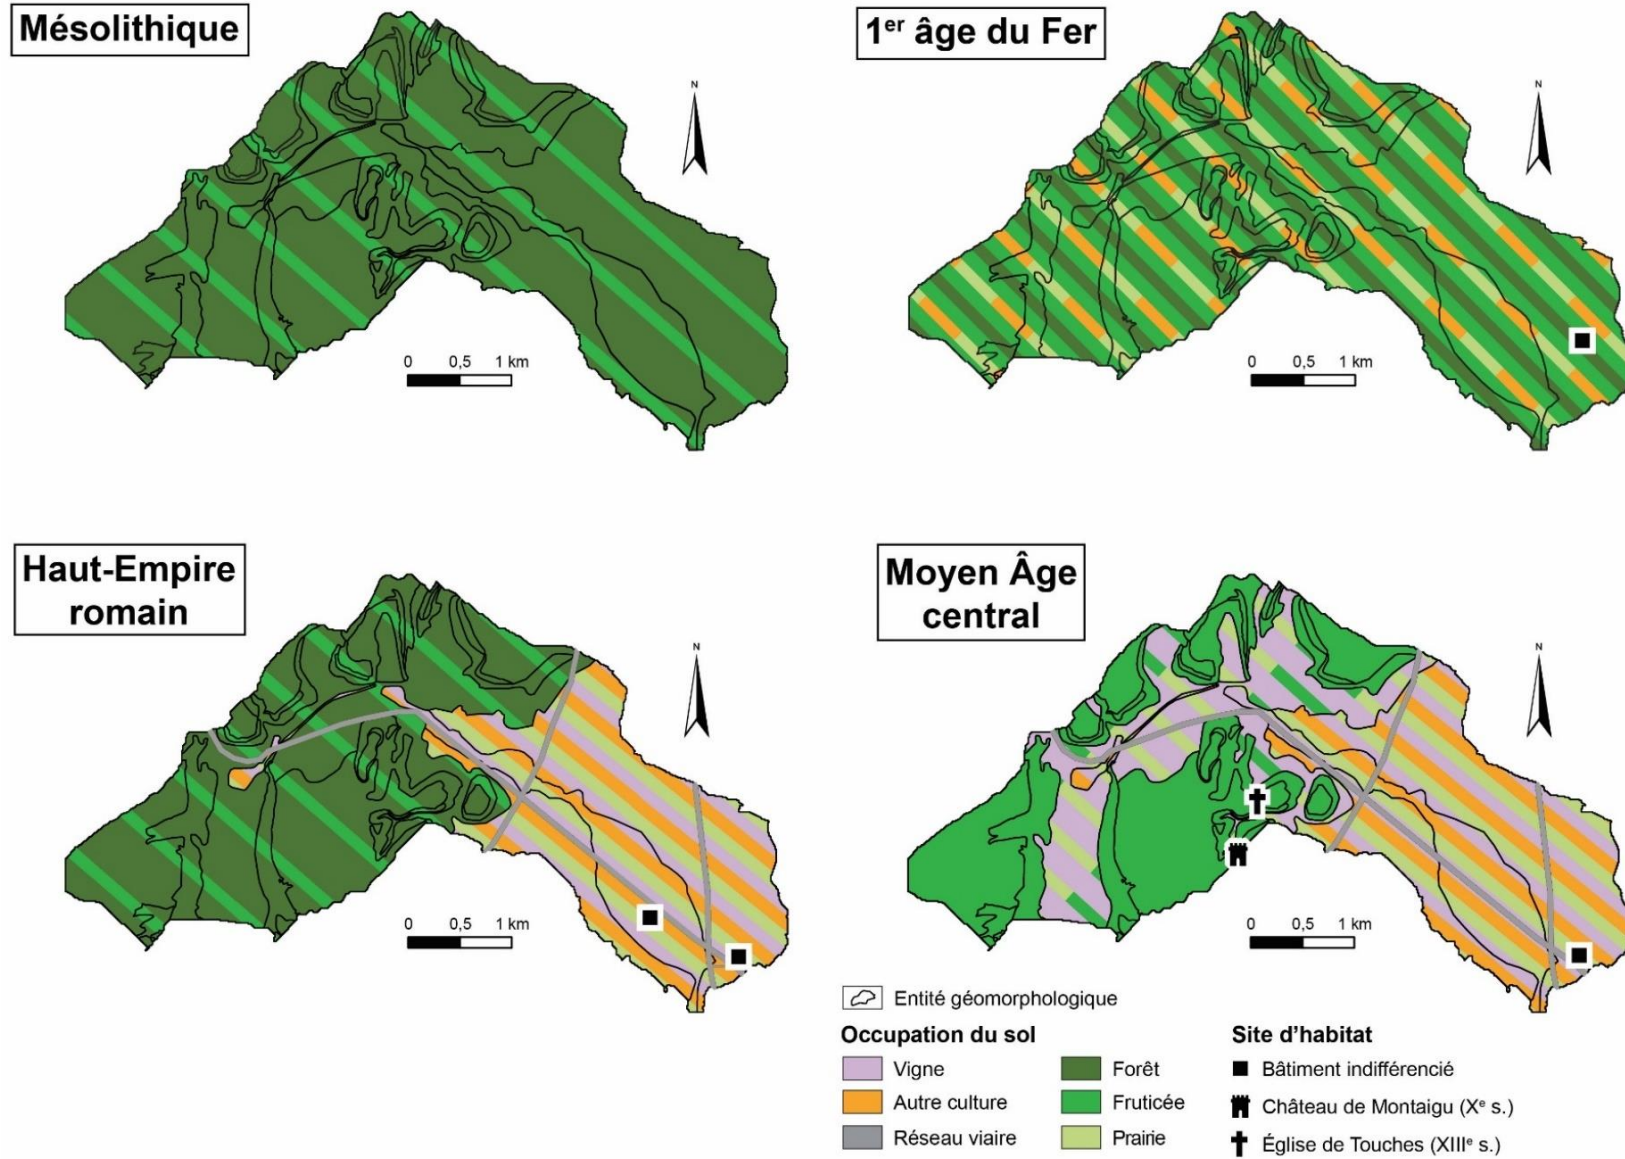 Mésolithique
N
0 0,5 1 km
1er âge du Fer
N
0 0,5 1 km
Haut-Empire
romain
N
0 0,5 1 km
Moyen Âge
central
N
0 0,5 1 km
Entité géomorphologique
Occupation du sol
Vigne
Autre culture
Réseau viaire
Forêt
Fruticée
Prairie
Site d'habitat
Bâtiment indifférencié
Château de Montaigu (Xe s.)
Église de Touches (XIIIe s.)